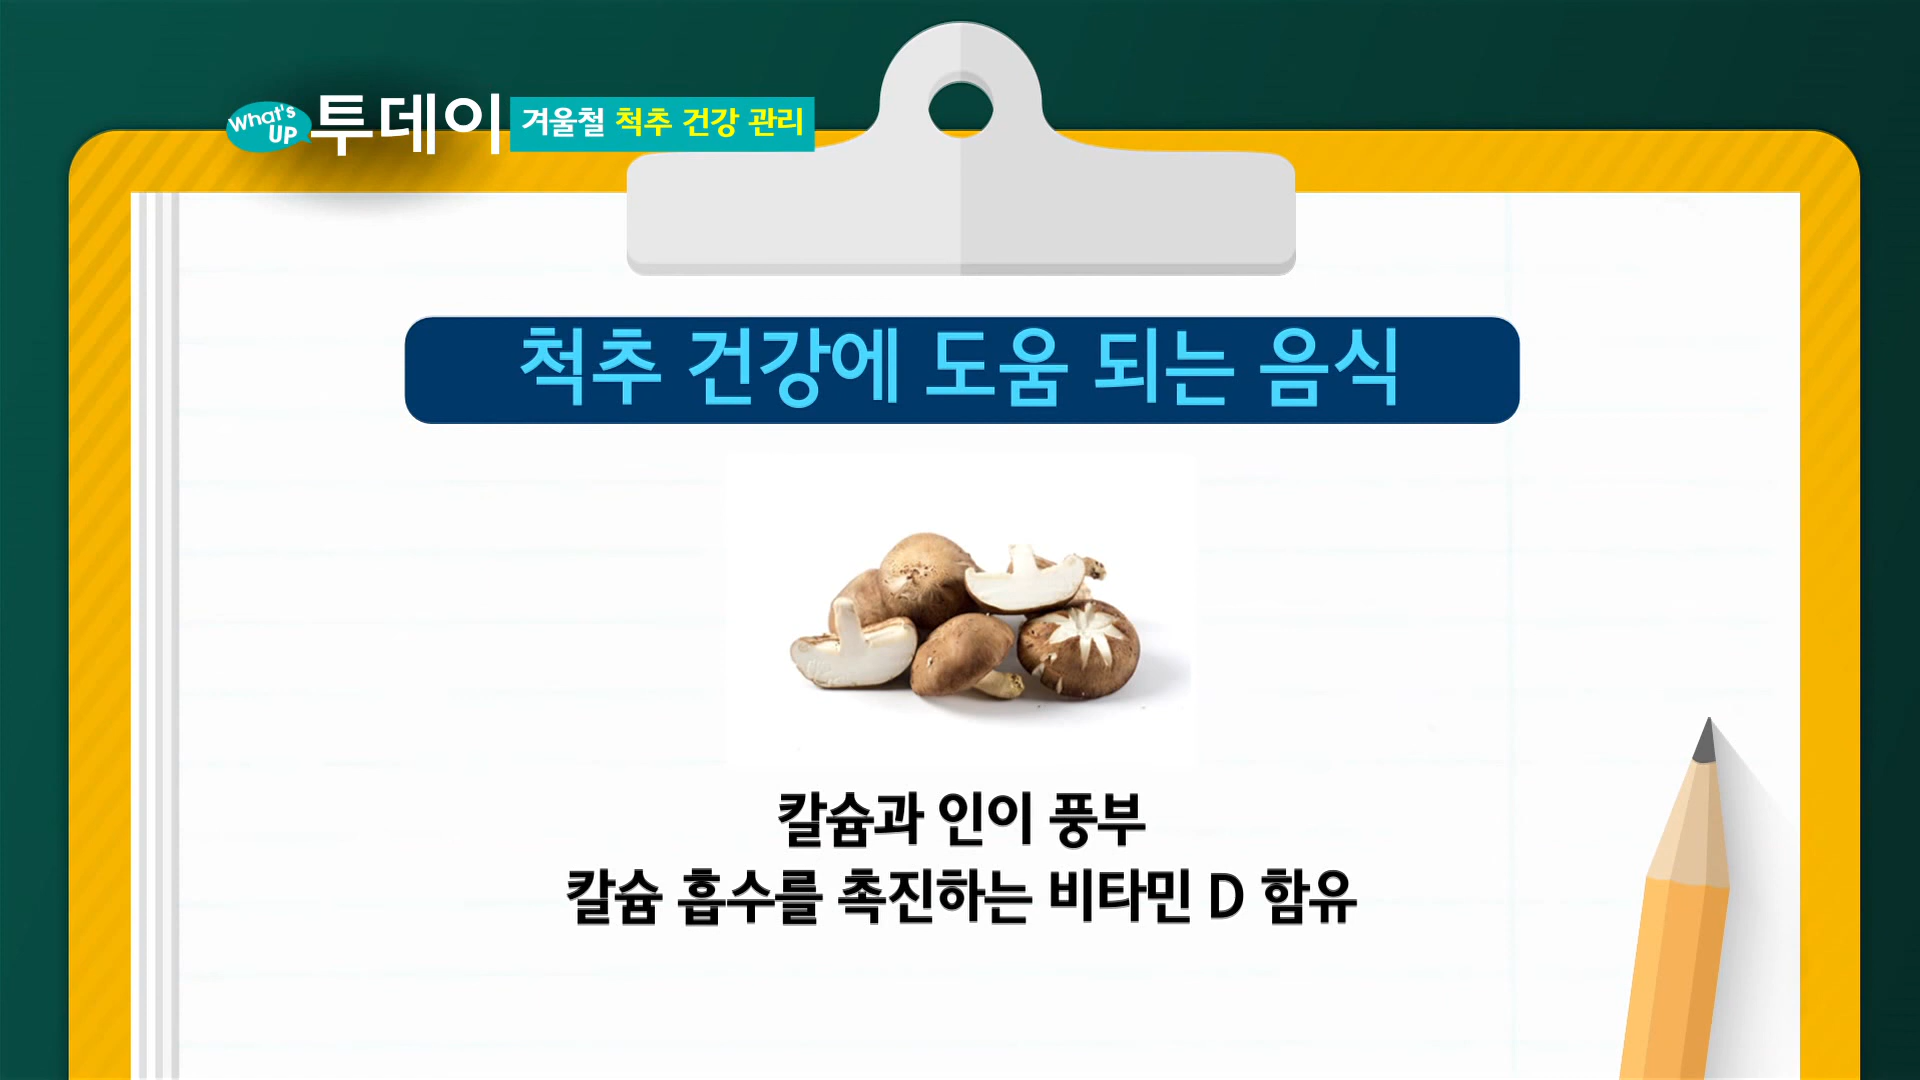 What's UP 투데이 겨울철 척추 건강 관리
척추 건강에 도움 되는 음식
칼슘과 인이 풍부
칼슘 흡수를 촉진하는 비타민 D 함유